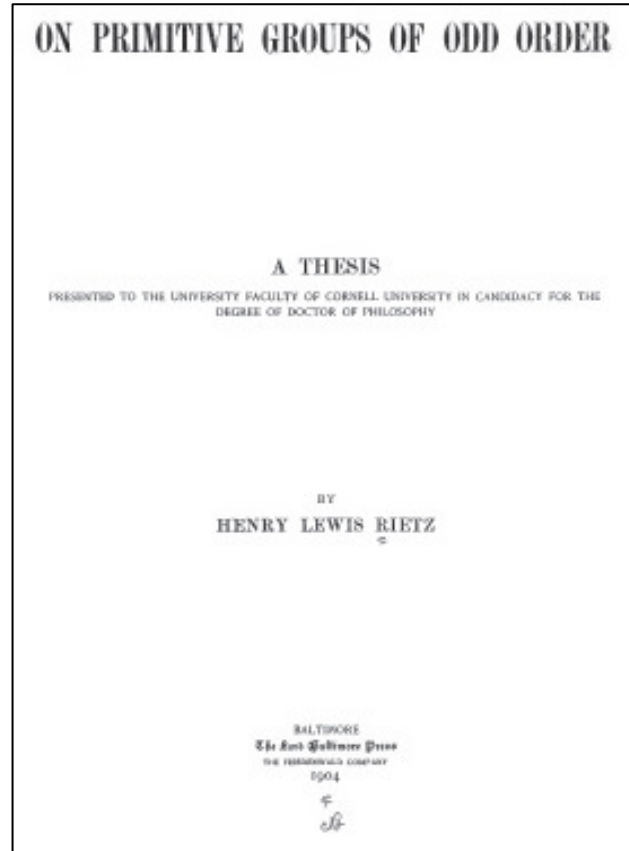 ON PRIMITIVE GROUPS OF ODD ORDER
A THESIS
PRESENTED TO THE UNIVERSITY FACULTY OF CORNELL UNIVERSITY IN CANDIDACY FOR THE
DEGREE OF DOCTOR OF PHILOSOPHY
BY
HENRY LEWIS RIETZ
BALTIMORE
The Lord Baltimore Press
THE FRIEDENWALD COMPANY
1904